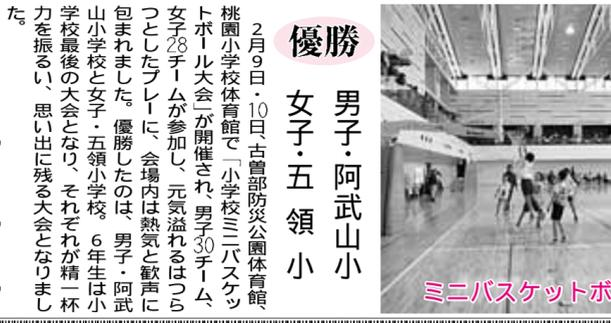 ミニバスケットボ
優勝
男子・阿武山小
女子・五領小
２月９日・10日、古曽部防災公園体育館、
桃園小学校体育館で「小学校ミニバスケッ
トボール大会」が開催され、男子30チーム、
女子28チームが参加し、元気溢れるはつら
つとしたプレーに、会場内は熱気と歓声に
包まれました。優勝したのは、男子・阿武
山小学校と女子・五領小学校。６年生は小
学校最後の大会となり、それぞれが精一杯
力を振るい、思い出に残る大会となりまし
た。